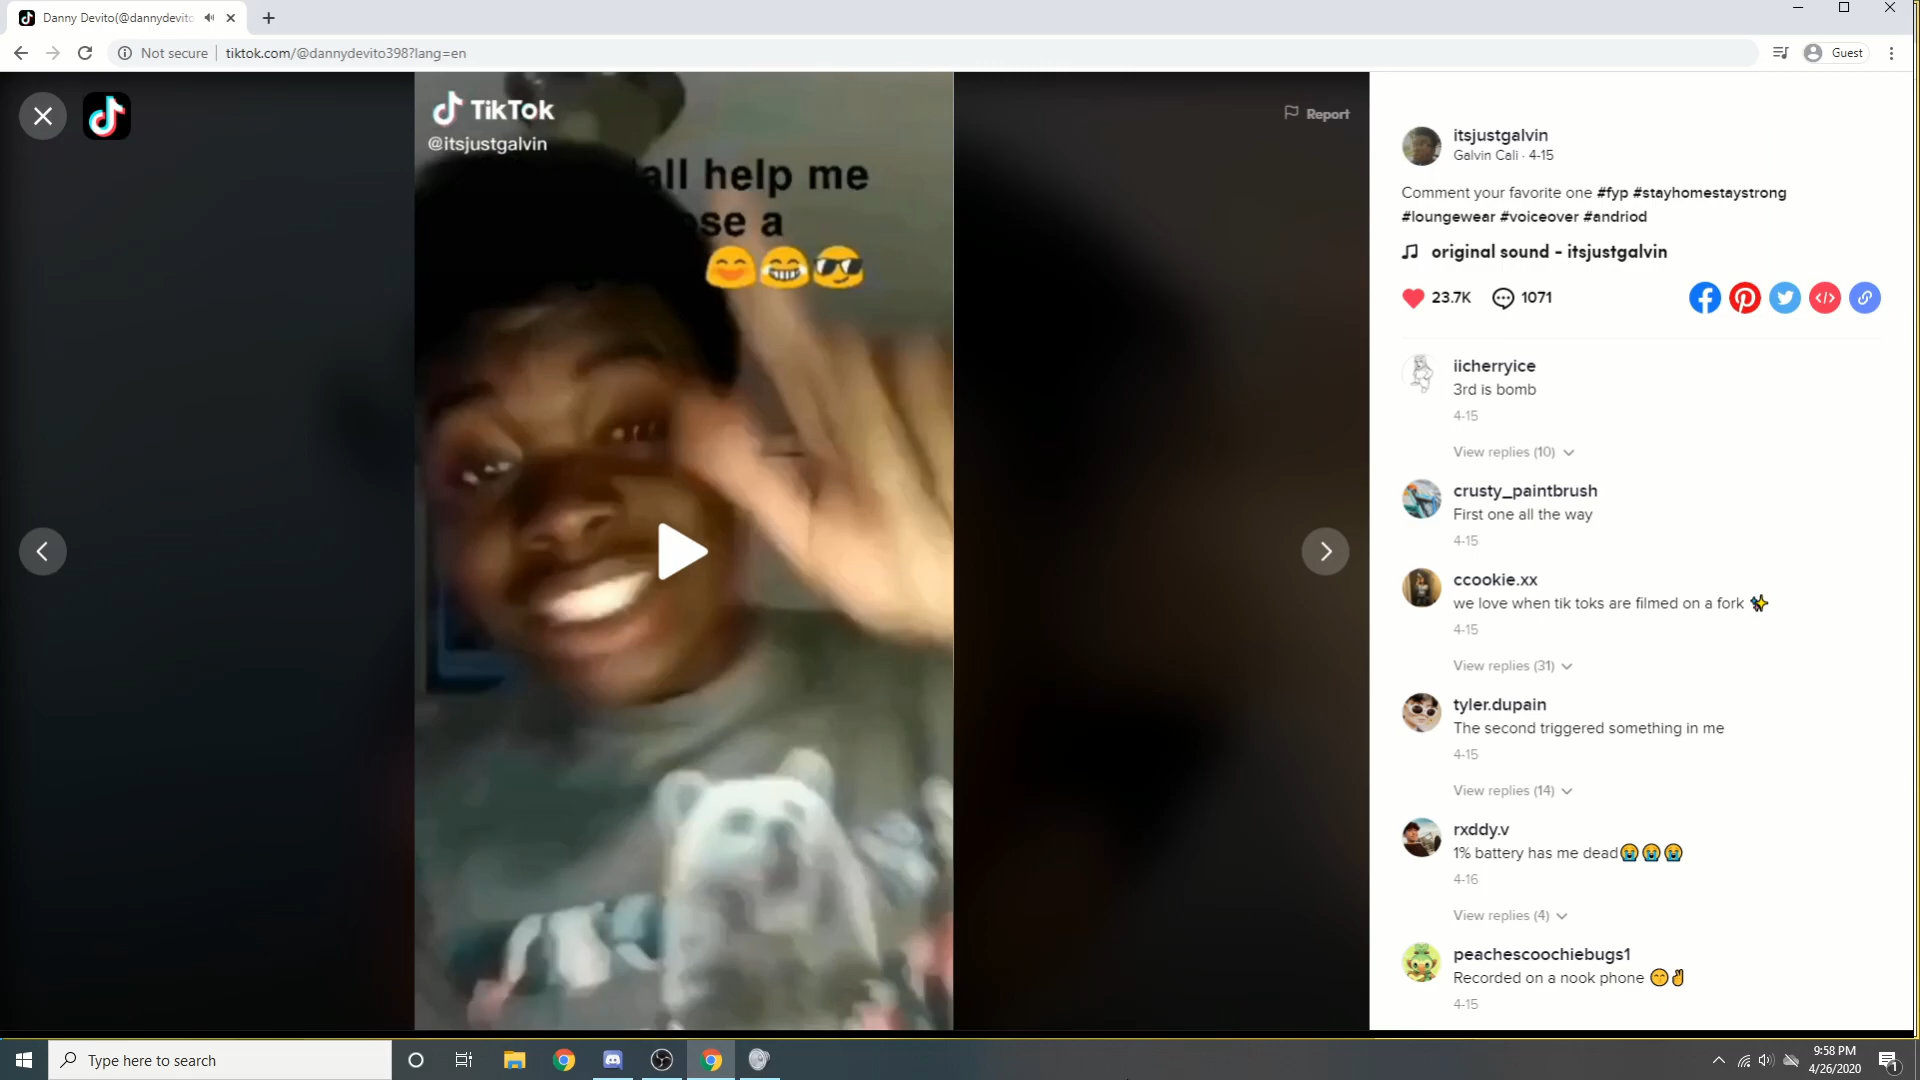 Danny Devito(@dannydevito
Not secure
tiktok.com/@dannydevito398?lang=en
Guest
TikTok
@itsjustgalvin
all help me
se a
Report
itsjustgalvin
Galvin Cali · 4-15
Comment your favorite one #fyp #stayhomestaystrong
#loungewear #voiceover #andriod
original sound - itsjustgalvin
23.7K
1071
iicherryice
3rd is bomb
4-15
View replies (10)
crusty_paintbrush
First one all the way
4-15
ccookie.xx
we love when tik toks are filmed on a fork ✨
4-15
View replies (31)
tyler.dupain
The second triggered something in me
4-15
View replies (14)
rxddy.v
1% battery has me dead😭😭😭
4-16
View replies (4)
peachescoochiebugs1
Recorded on a nook phone 😁✌
4-15
Type here to search
9:58 PM
4/26/2020
1